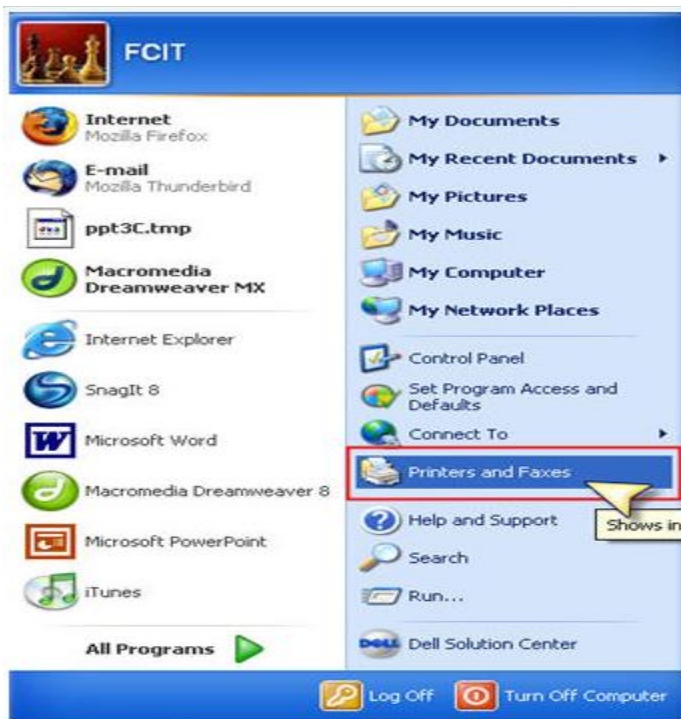 FCIT
Internet
Mozilla Firefox
E-mail
Mozilla Thunderbird
ppt3C.tmp
Macromedia
Dreamweaver MX
Internet Explorer
SnagIt 8
Microsoft Word
Macromedia Dreamweaver 8
Microsoft PowerPoint
iTunes
All Programs
My Documents
My Recent Documents
My Pictures
My Music
My Computer
My Network Places
Control Panel
Set Program Access and
Defaults
Connect To
Printers and Faxes
Help and Support
Shows in
Search
Run...
DELL Dell Solution Center
Log Off
Turn Off Computer